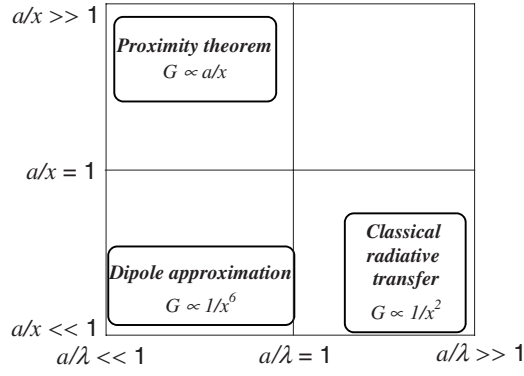 a/x >> 1
Proximity theorem
G ∝ a/x
a/x = 1
Classical
radiative
transfer
G ∝ 1/x²
Dipole approximation
G ∝ 1/x⁶
a/x << 1
a/λ << 1
a/λ = 1
a/λ >> 1